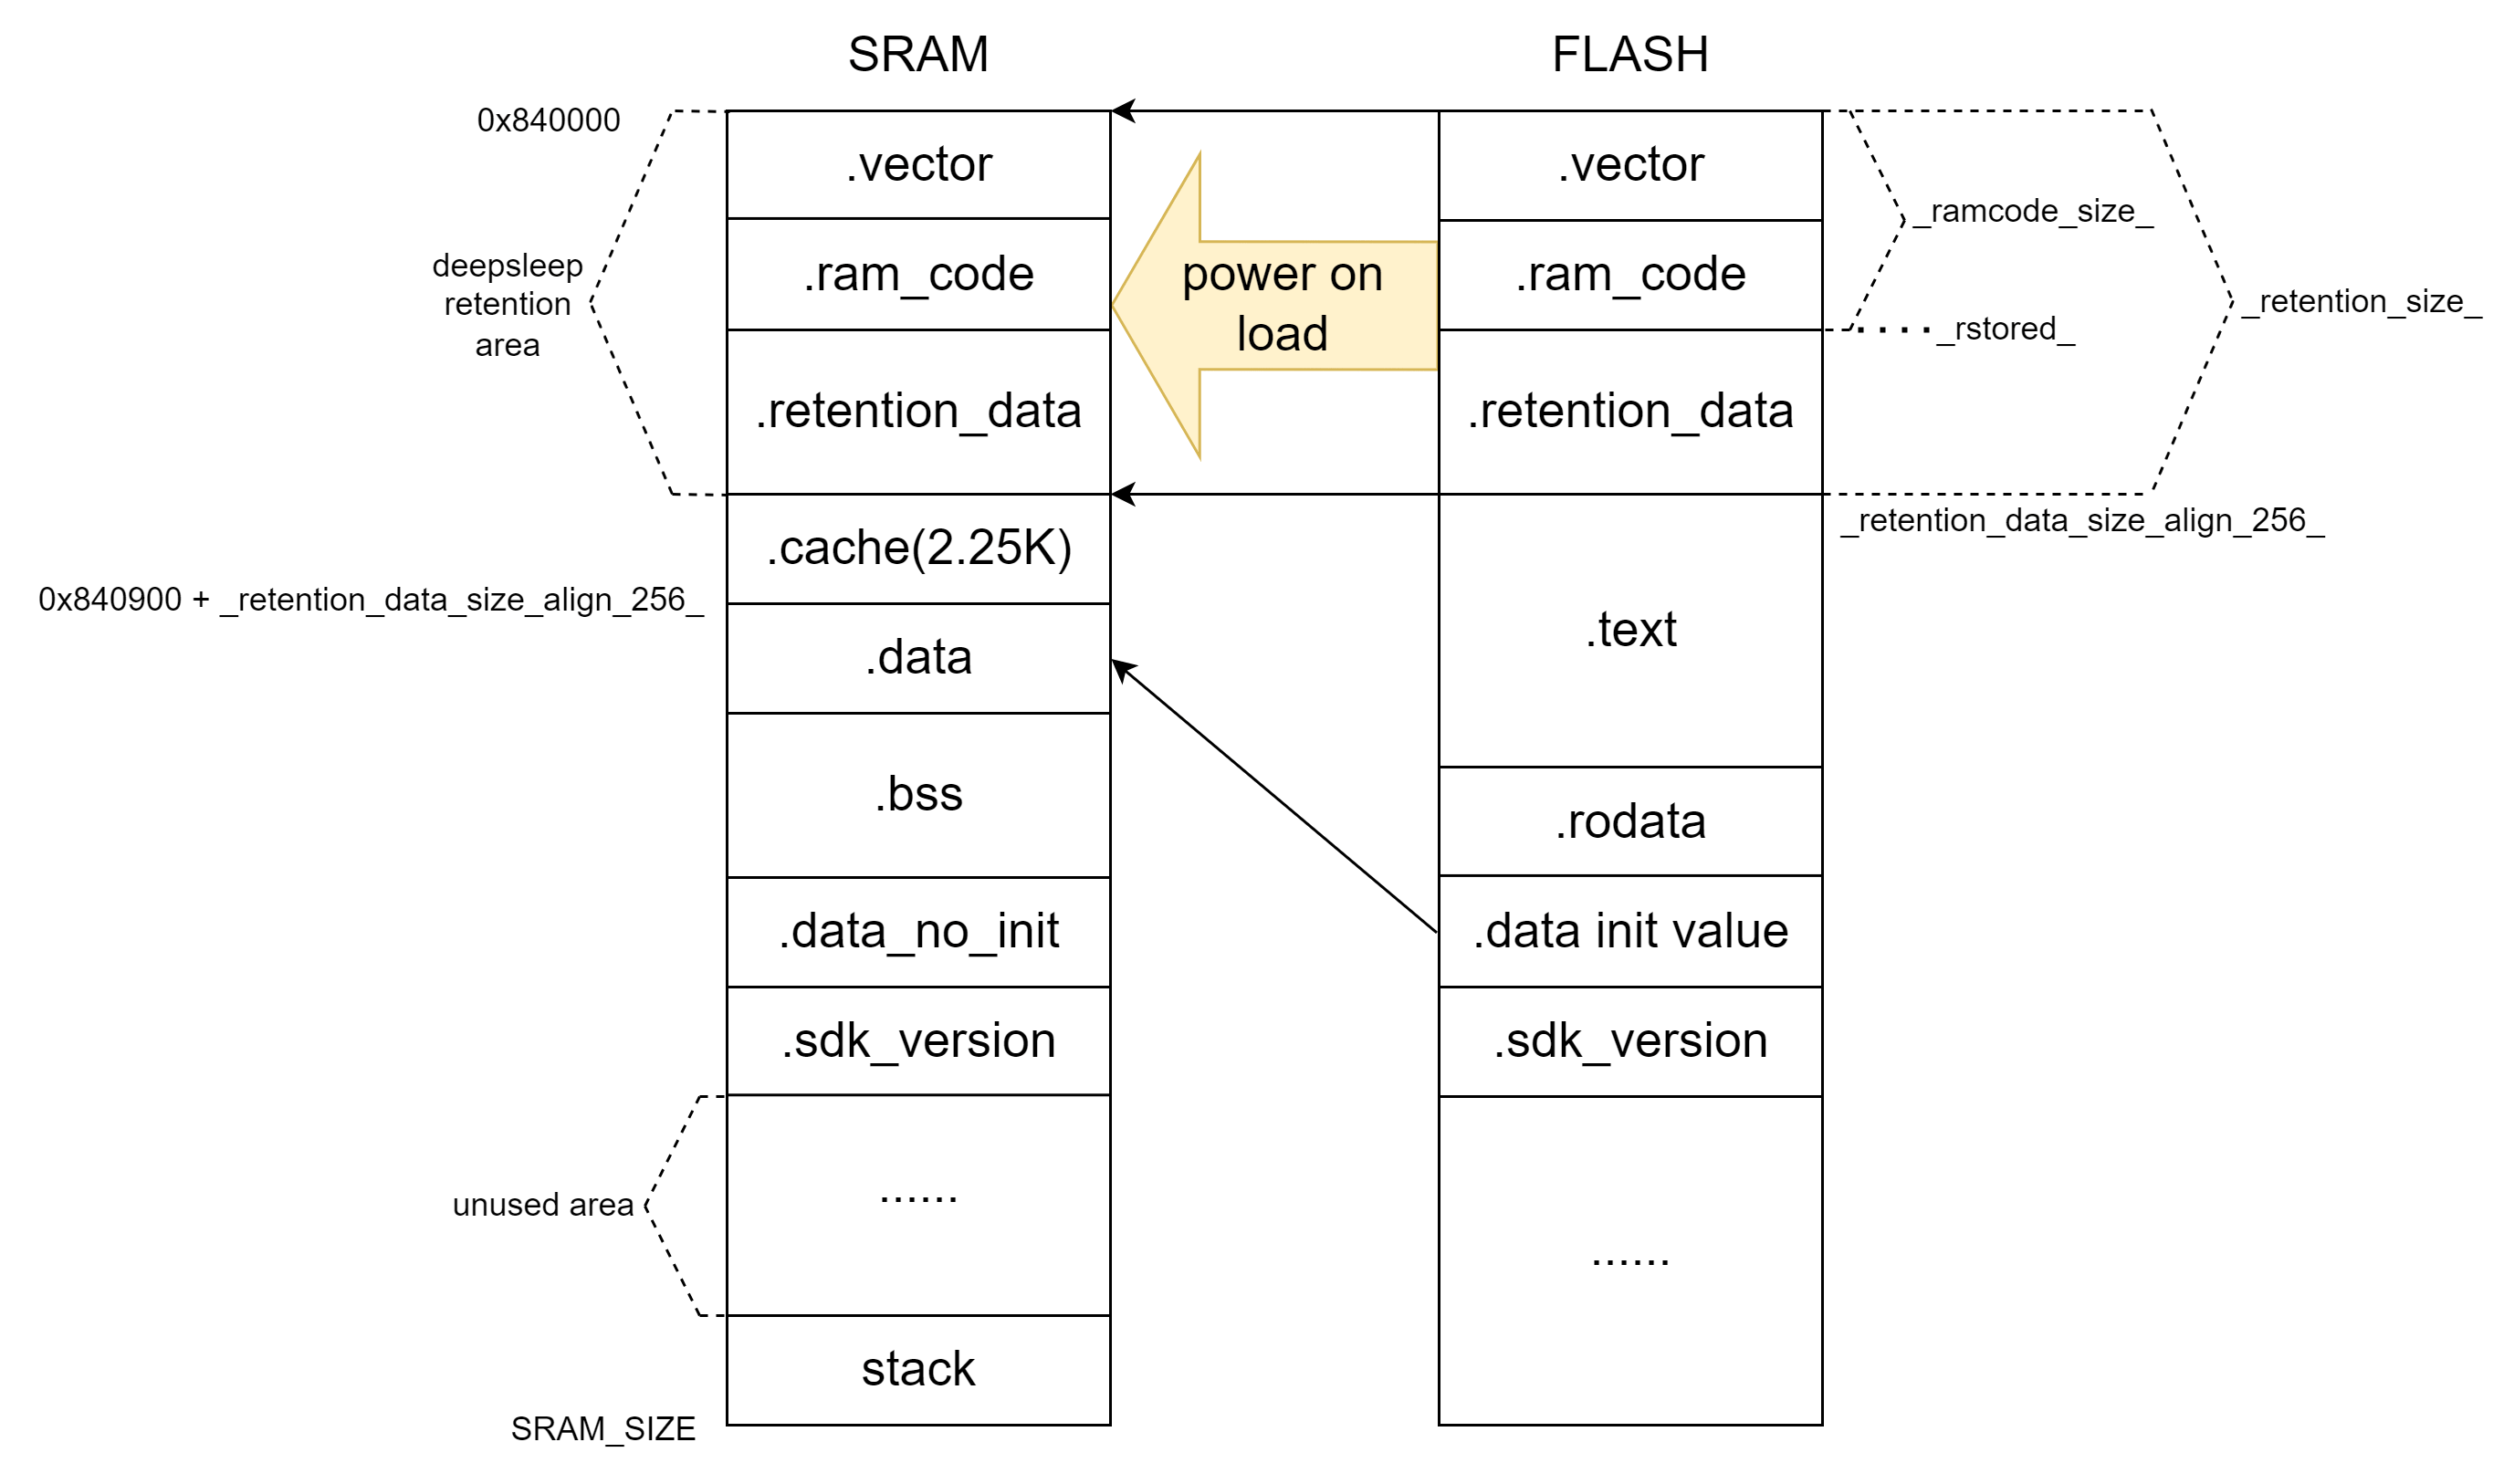 SRAM
FLASH
0x840000
.vector
.vector
_ramcode_size_
deepsleep
retention
area
.ram_code
power on
load
.ram_code
_retention_size_
_rstored_
.retention_data
.retention_data
_retention_data_size_align_256_
.cache(2.25K)
0x840900 + _retention_data_size_align_256_
.text
.data
.bss
.rodata
.data_no_init
.data init value
.sdk_version
.sdk_version
......
unused area
......
stack
SRAM_SIZE